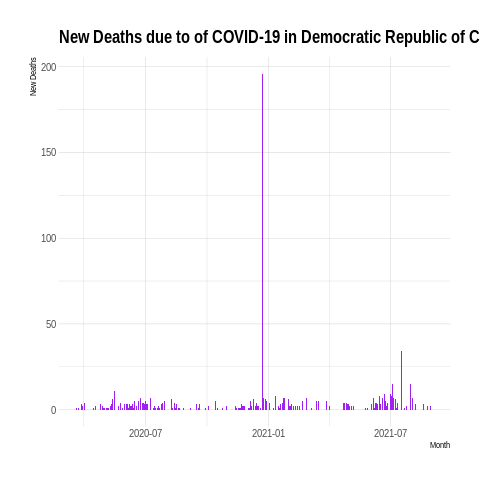 New Deaths due to of COVID-19 in Democratic Republic of C
New Deaths
200
150
100
50
0
2020-07
2021-01
2021-07
Month